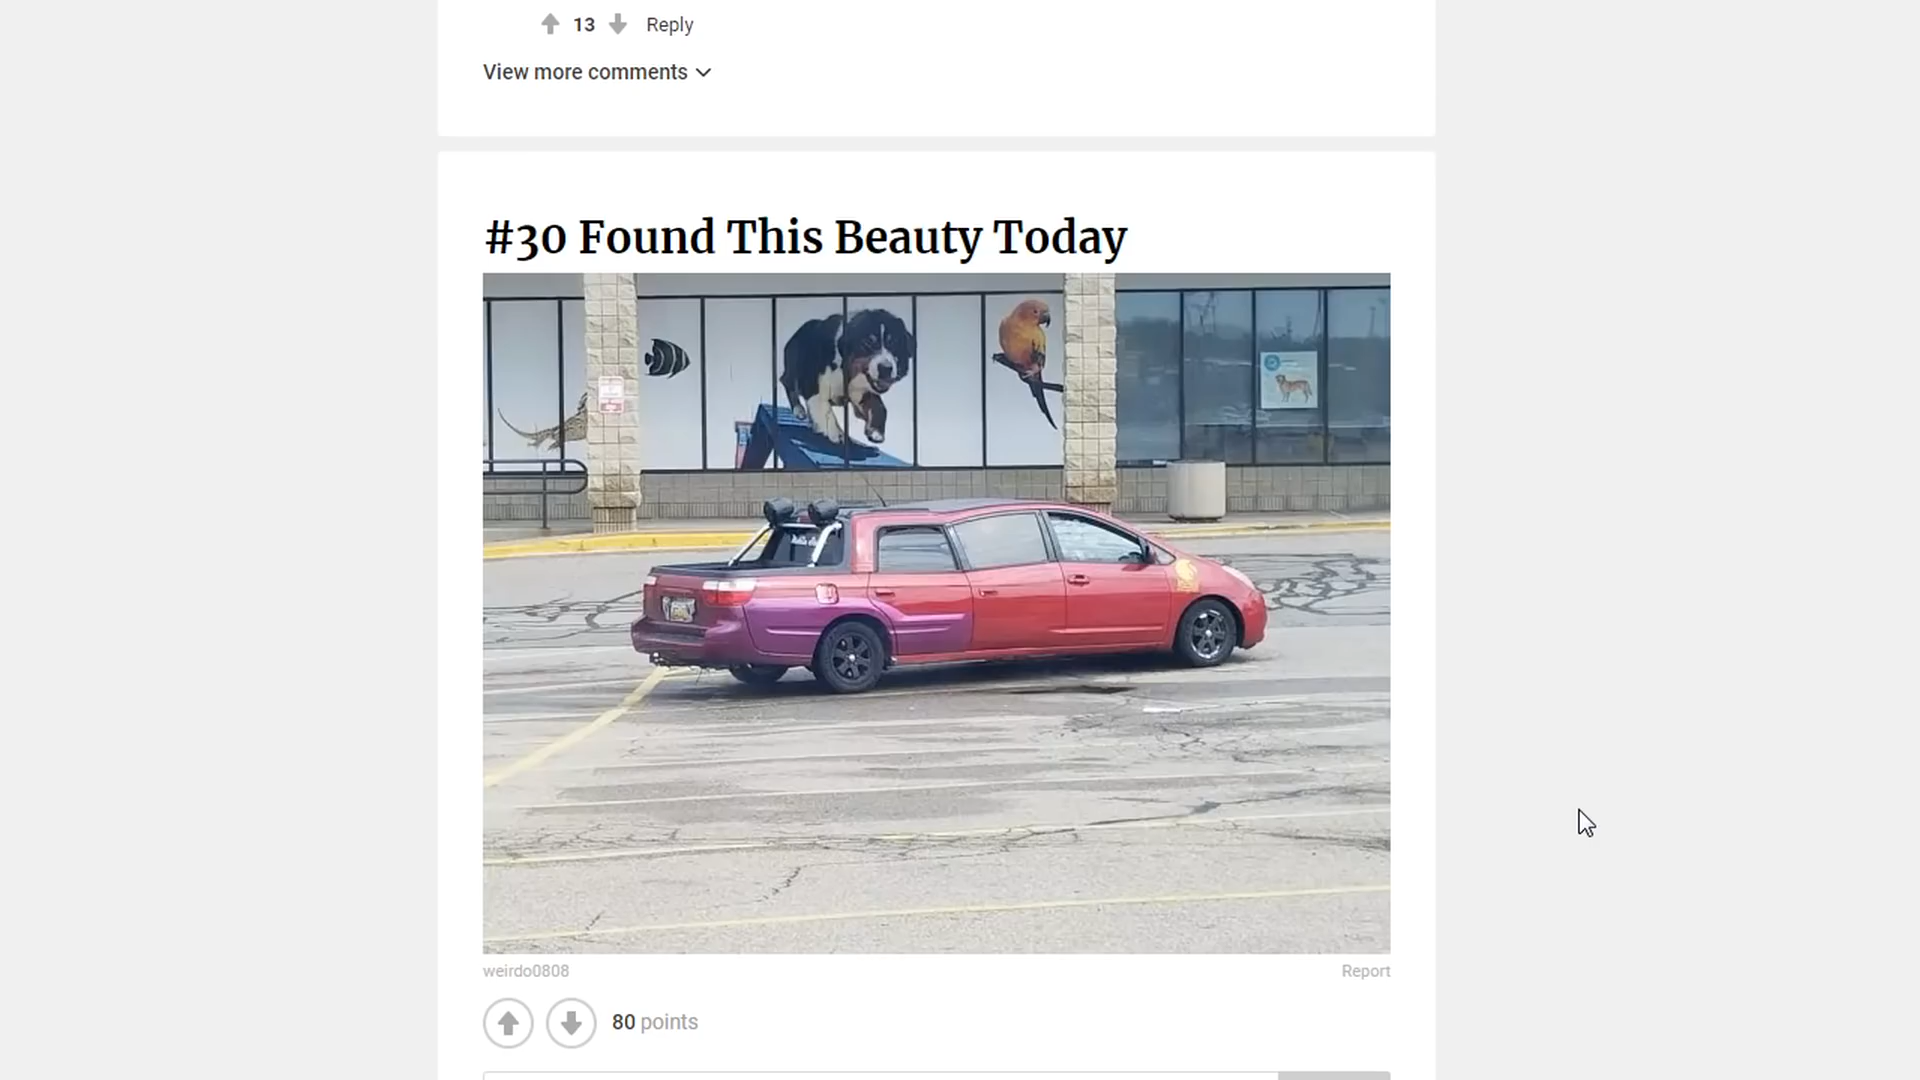 13 Reply
View more comments
#30 Found This Beauty Today
weirdo0808 Report
80 points